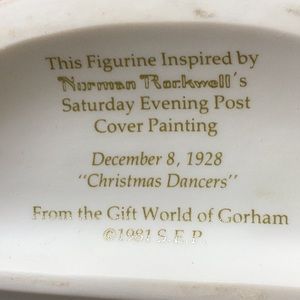 This Figurine Inspired by
Norman Rockwell's
Saturday Evening Post
Cover Painting
December 8, 1928
"Christmas Dancers"
From the Gift World of Gorham
©1981 S.E.P.